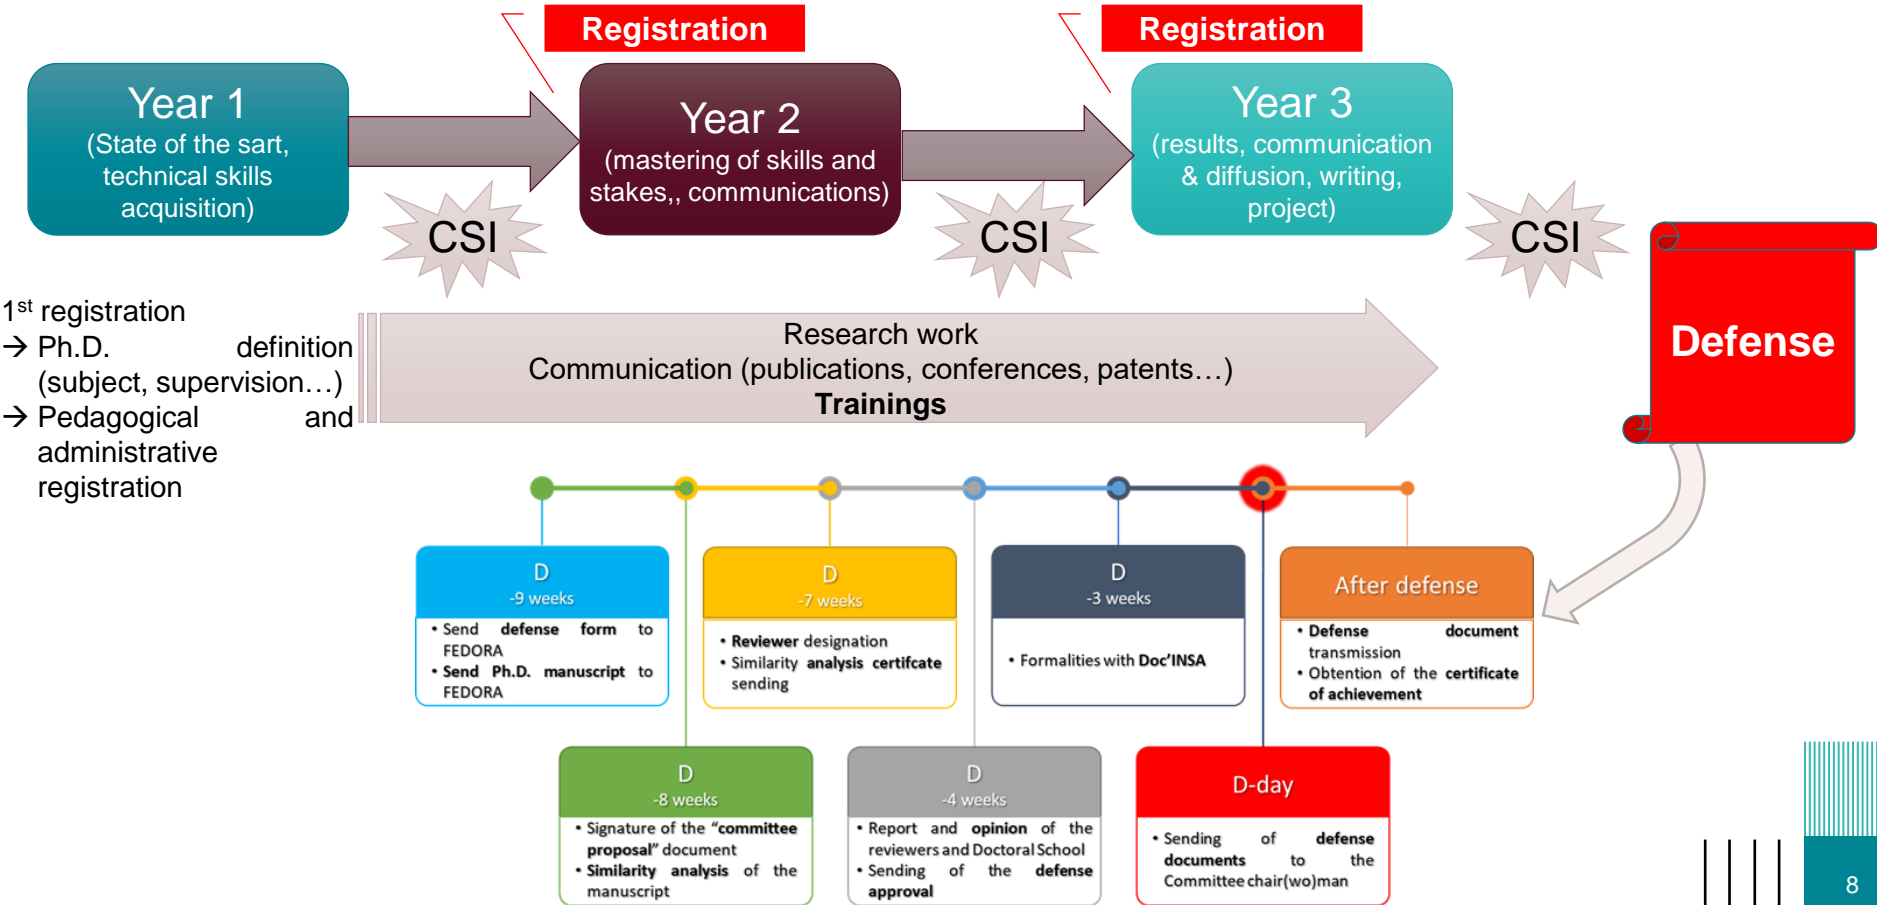 Registration
Registration
Year 1
(State of the sart,
technical skills
acquisition)
Year 2
(mastering of skills and
stakes,, communications)
Year 3
(results, communication
& diffusion, writing,
project)
CSI
CSI
CSI
Defense
1st registration
→ Ph.D. definition
(subject, supervision…)
→ Pedagogical and
administrative
registration
Research work
Communication (publications, conferences, patents…)
Trainings
D
-9 weeks
• Send defense form to
FEDORA
• Send Ph.D. manuscript to
FEDORA
D
-7 weeks
• Reviewer designation
• Similarity analysis certifcate
sending
D
-3 weeks
• Formalities with Doc'INSA
After defense
• Defense document
transmission
• Obtention of the certificate
of achievement
D
-8 weeks
• Signature of the "committee
proposal" document
• Similarity analysis of the
manuscript
D
-4 weeks
• Report and opinion of the
reviewers and Doctoral School
• Sending of the defense
approval
D-day
• Sending of defense
documents to the
Committee chair(wo)man
8